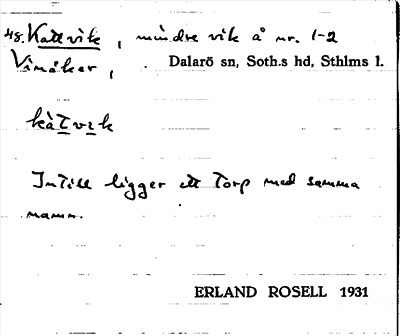 48. Kattvik, mindre vik å nr. 1-2
Vinåker, Dalarö sn, Soth.s hd, Sthlms l.
kàtvik
Intill ligger ett torp med samma
namn.
ERLAND ROSELL 1931